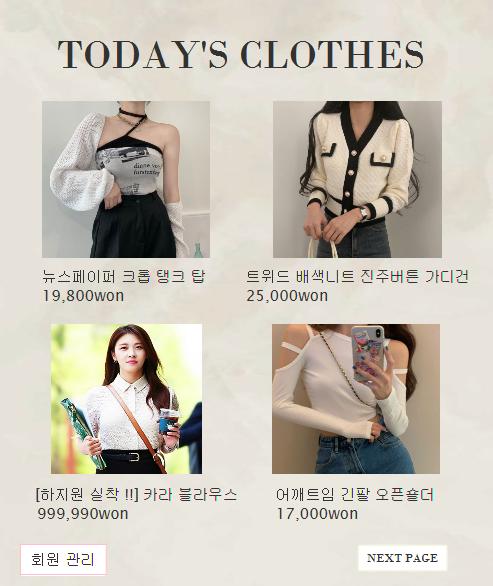 TODAY'S CLOTHES
뉴스페이퍼 크롭 탱크 탑
19,800won
트위드 배색니트 진주버튼 가디건
25,000won
[하지원 실착 !!] 카라 블라우스
999,990won
어깨트임 긴팔 오픈숄더
17,000won
회원 관리
NEXT PAGE